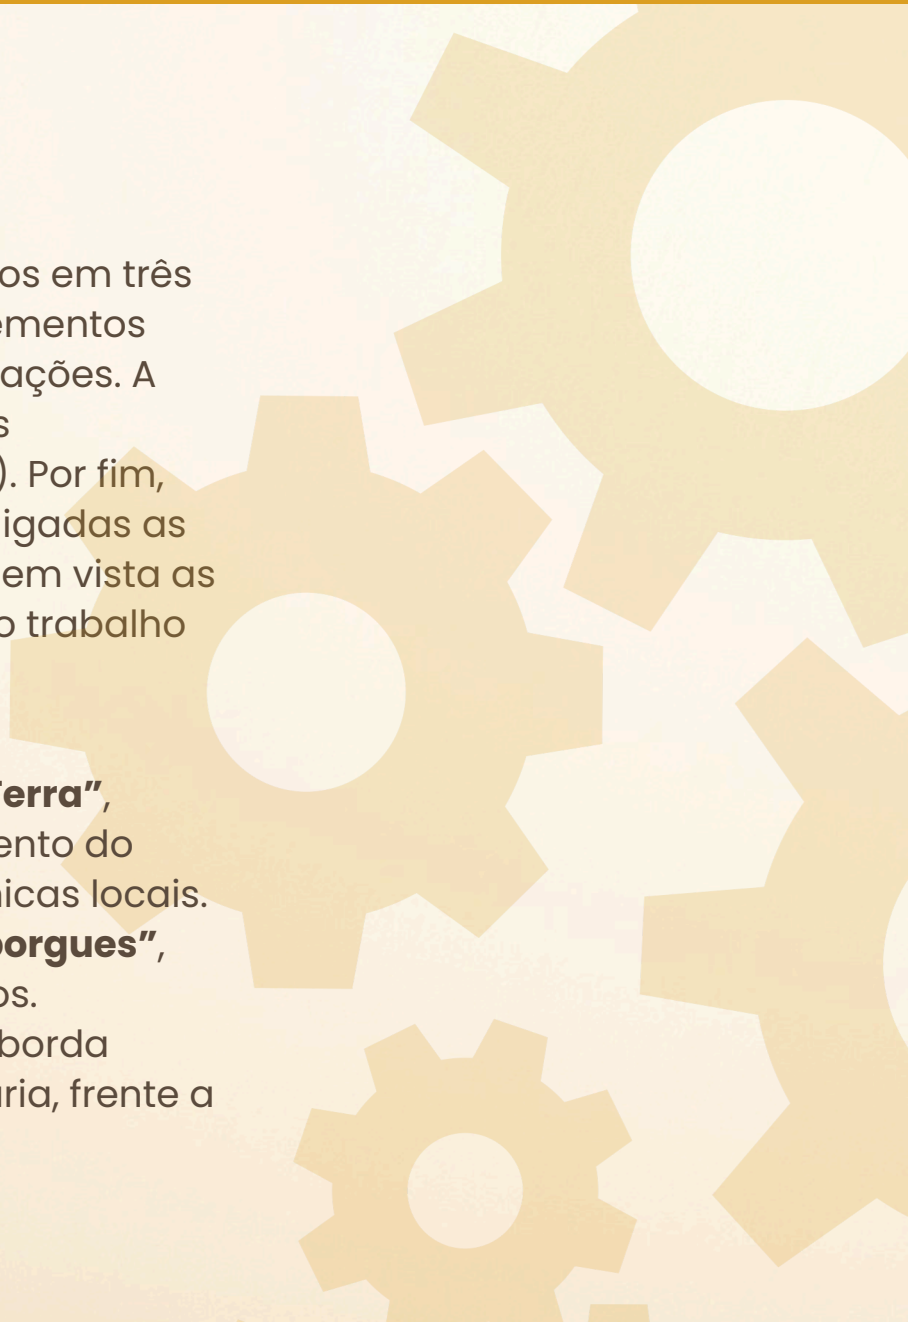 os em três
ementos
ações. A
s
). Por fim,
igadas as
em vista as
o trabalho
erra”,
ento do
icas locais.
orgues”,
os.
borda
ria, frente a